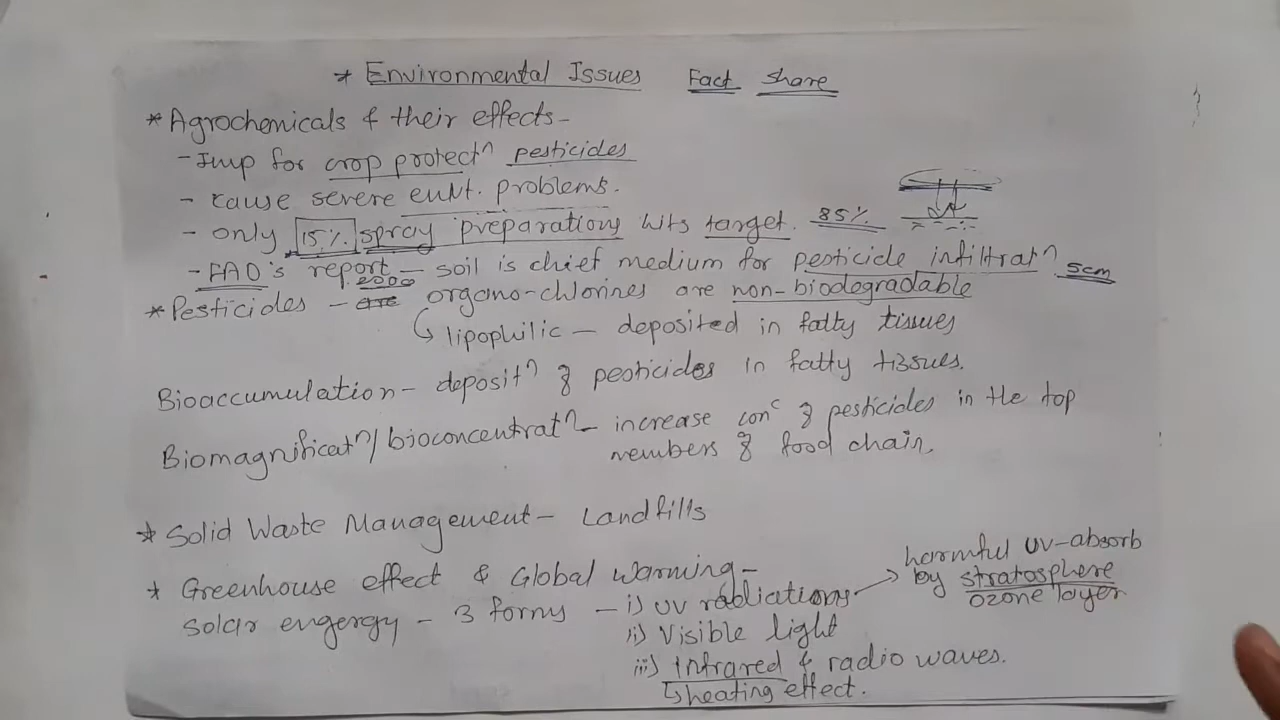 * Environmental Issues Fact Share
* Agrochemicals & their effects -
- Imp for crop protectⁿ pesticides
- cause severe envt. problems.
- only 15% spray preparations hits target. 85%
- FAO's report 2000 - soil is chief medium for pesticide infiltratⁿ 5cm
* Pesticides - are organo-chlorines are non-biodegradable
↳ lipophilic - deposited in fatty tissues
Bioaccumulation - depositⁿ of pesticides in fatty tissues.
Biomagnificatⁿ/bioconcentratⁿ - increase conᶜ of pesticides in the top
members of food chain.
* Solid Waste Management - Landfills
* Greenhouse effect & Global warming -
solar engergy - 3 forms - i) UV radiations → harmful UV-absorb
by stratosphere
ozone layer
ii) Visible light
iii) Infrared & radio waves.
↳ heating effect.